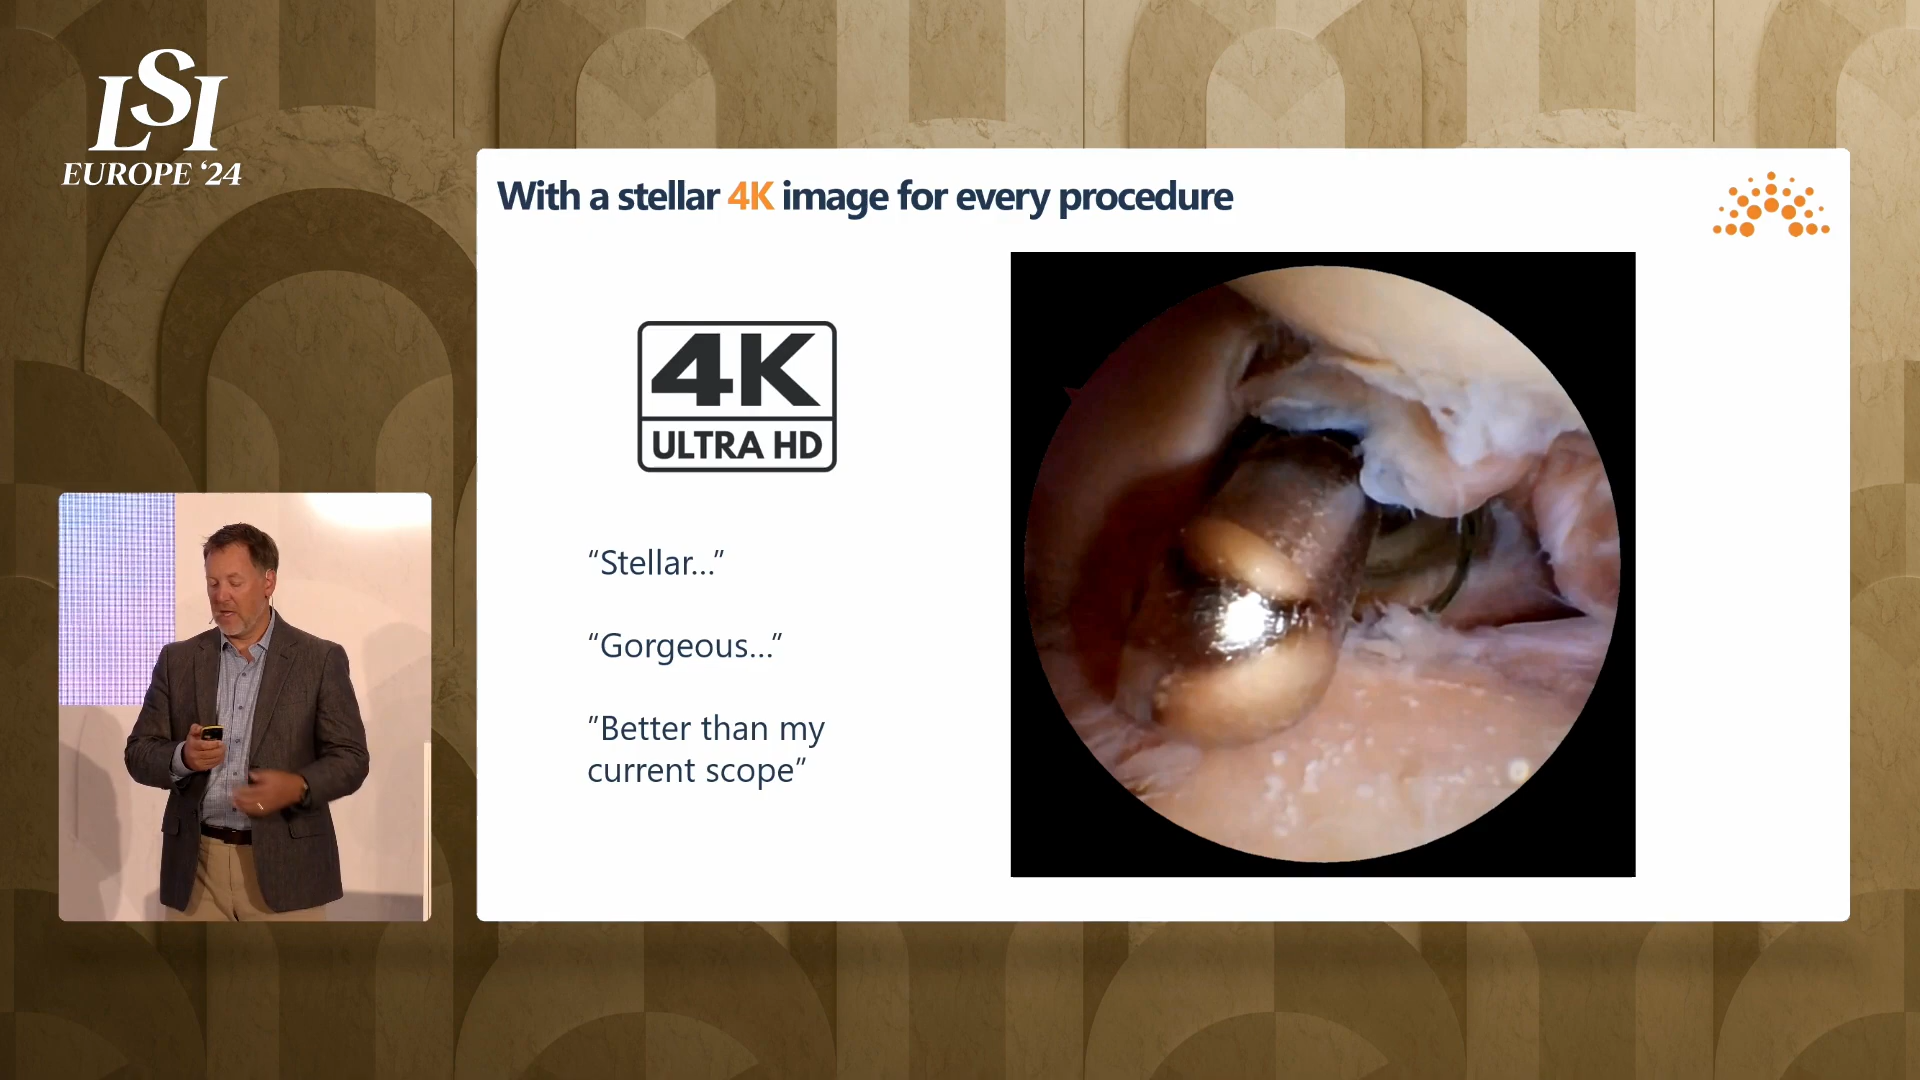 LSI
EUROPE ‘24
With a stellar 4K image for every procedure
4K
ULTRA HD
“Stellar...”
“Gorgeous...”
”Better than my
current scope”